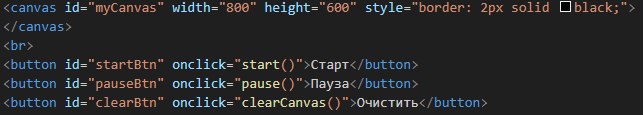 <canvas id="myCanvas" width="800" height="600" style="border: 2px solid black;">
</canvas>
<br>
<button id="startBtn" onclick="start()">Старт</button>
<button id="pauseBtn" onclick="pause()">Пауза</button>
<button id="clearBtn" onclick="clearCanvas()">Очистить</button>